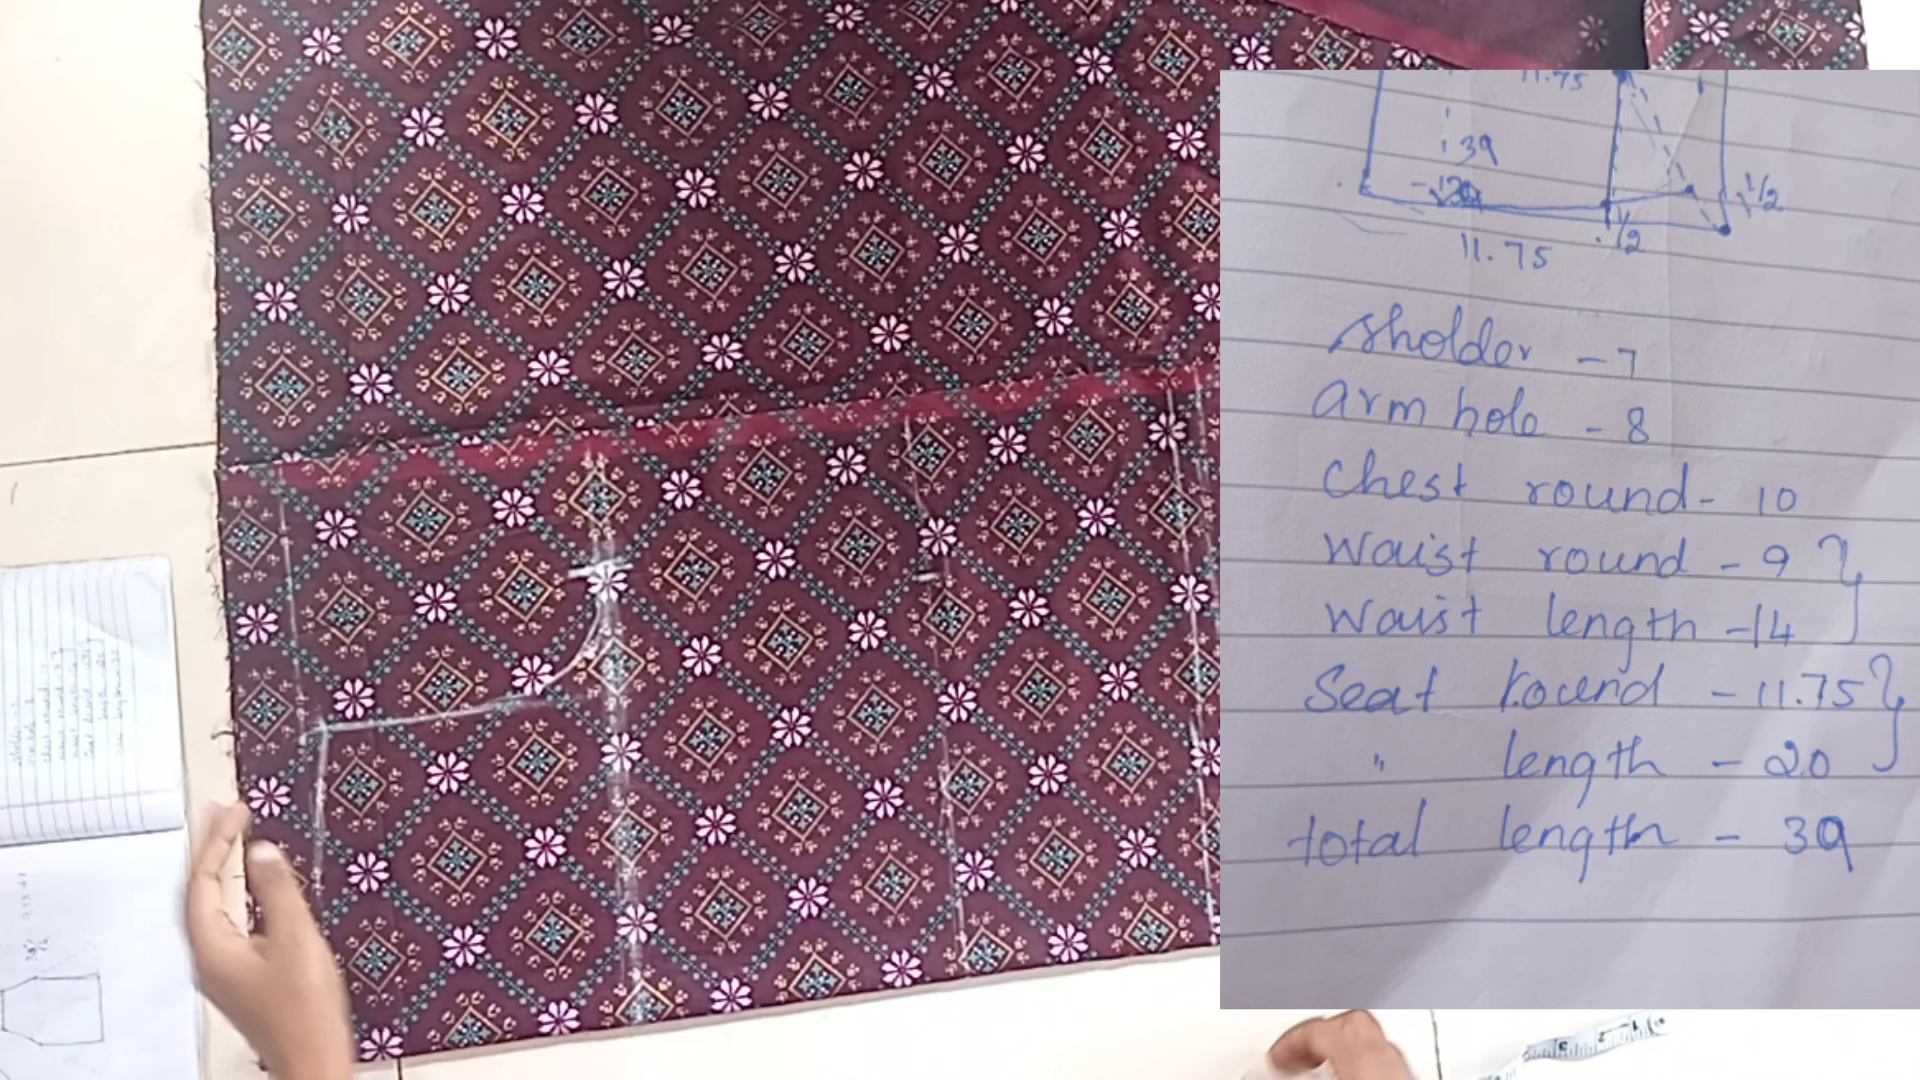 11.75
39
1/2
1/2
11.75
sholder - 7
arm hole - 8
chest round - 10
Waist round - 9 }
Waist length - 14
Seat round - 11.75 }
" length - 20
total length - 39